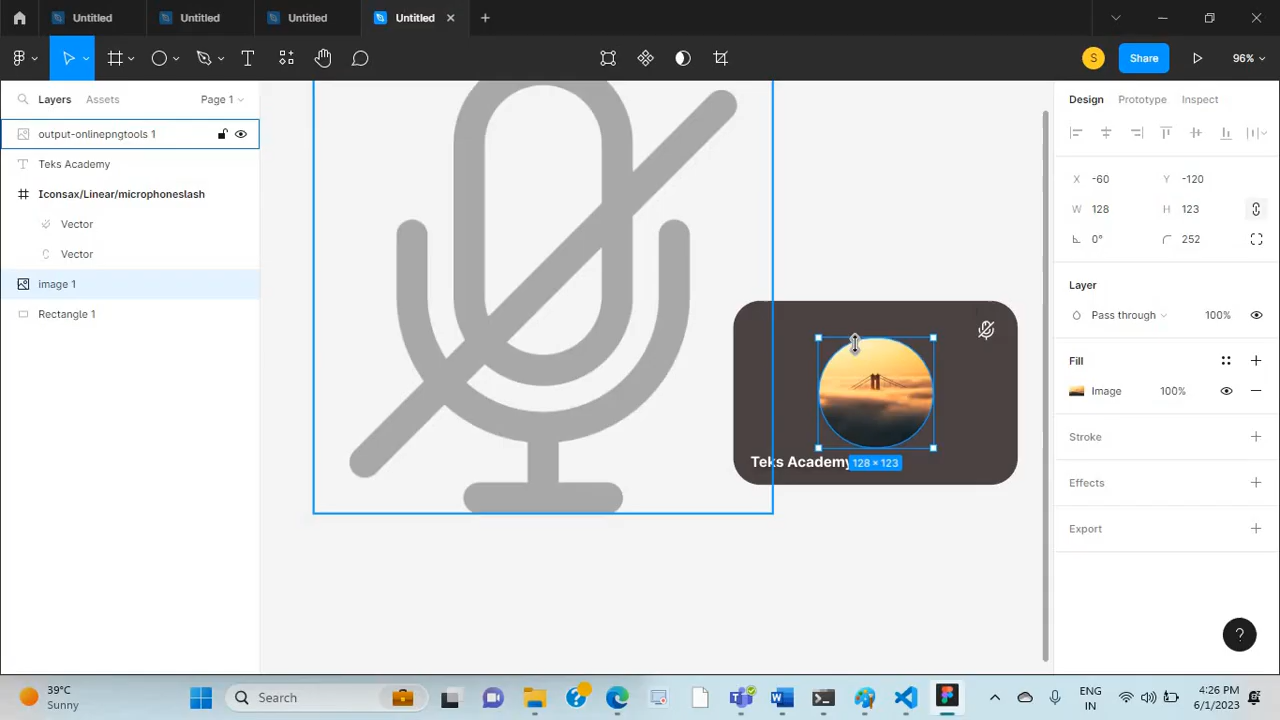 Untitled
Untitled
Untitled
Untitled
Share
96%
S
Layers
Assets
Page 1
output-onlinepngtools 1
Teks Academy
Iconsax/Linear/microphoneslash
Vector
Vector
image 1
Rectangle 1
Teks Academy
128 × 123
Design
Prototype
Inspect
X -60
Y -120
W 128
H 123
0°
252
Layer
Pass through
100%
Fill
Image
100%
Stroke
Effects
Export
?
39°C
Sunny
Search
ENG
IN
4:26 PM
6/1/2023